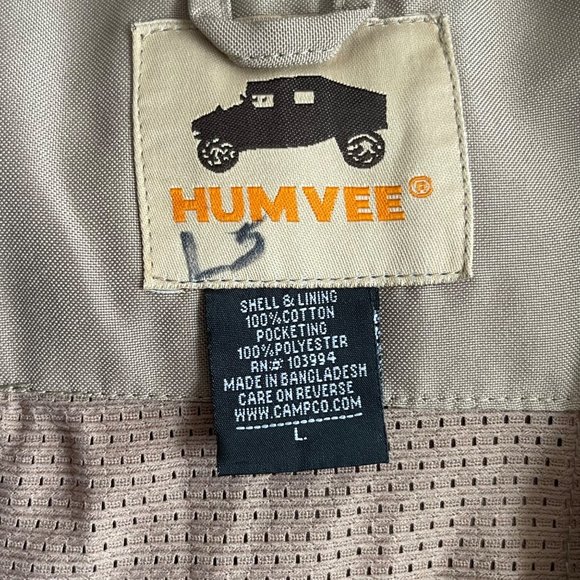 HUMVEE®
L5
SHELL & LINING
100%COTTON
POCKETING
100%POLYESTER
RN# 103994
MADE IN BANGLADESH
CARE ON REVERSE
WWW.CAMPCO.COM
L.